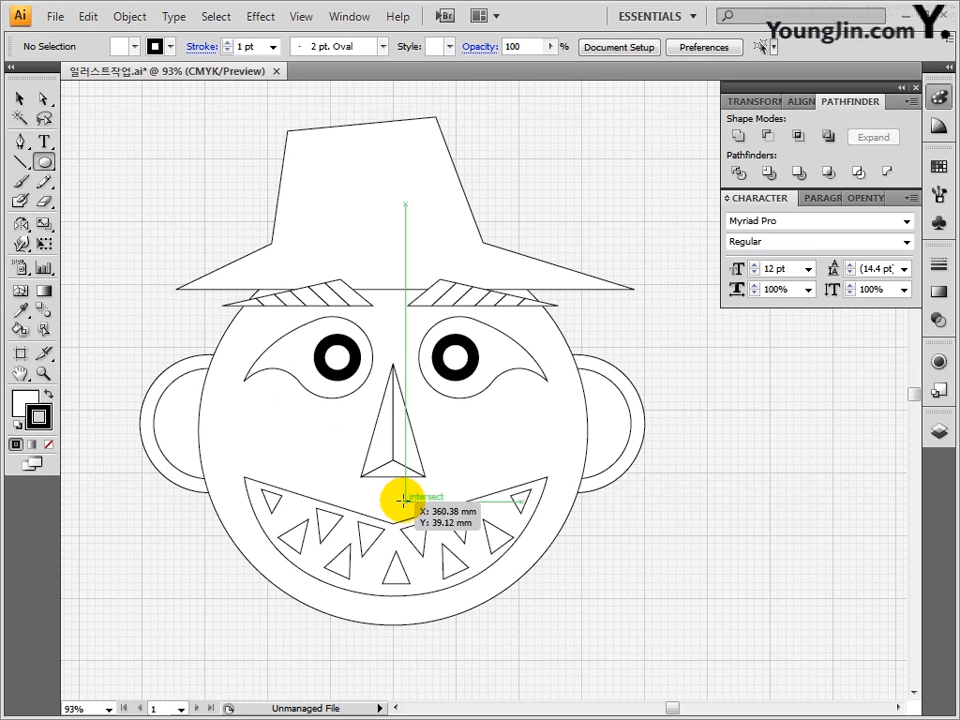 Ai File Edit Object Type Select Effect View Window Help Br ESSENTIALS
YoungJin.com Y.
No Selection Stroke: 1 pt 2 pt. Oval Style: Opacity: 100 % Document Setup Preferences
일러스트작업.ai* @ 93% (CMYK/Preview)
TRANSFORM ALIGN PATHFINDER
Shape Modes:
Expand
Pathfinders:
CHARACTER PARAGR OPENTY
Myriad Pro
Regular
12 pt (14.4 pt)
100% 100%
intersect
X: 360.38 mm
Y: 39.12 mm
93% 1 Unmanaged File